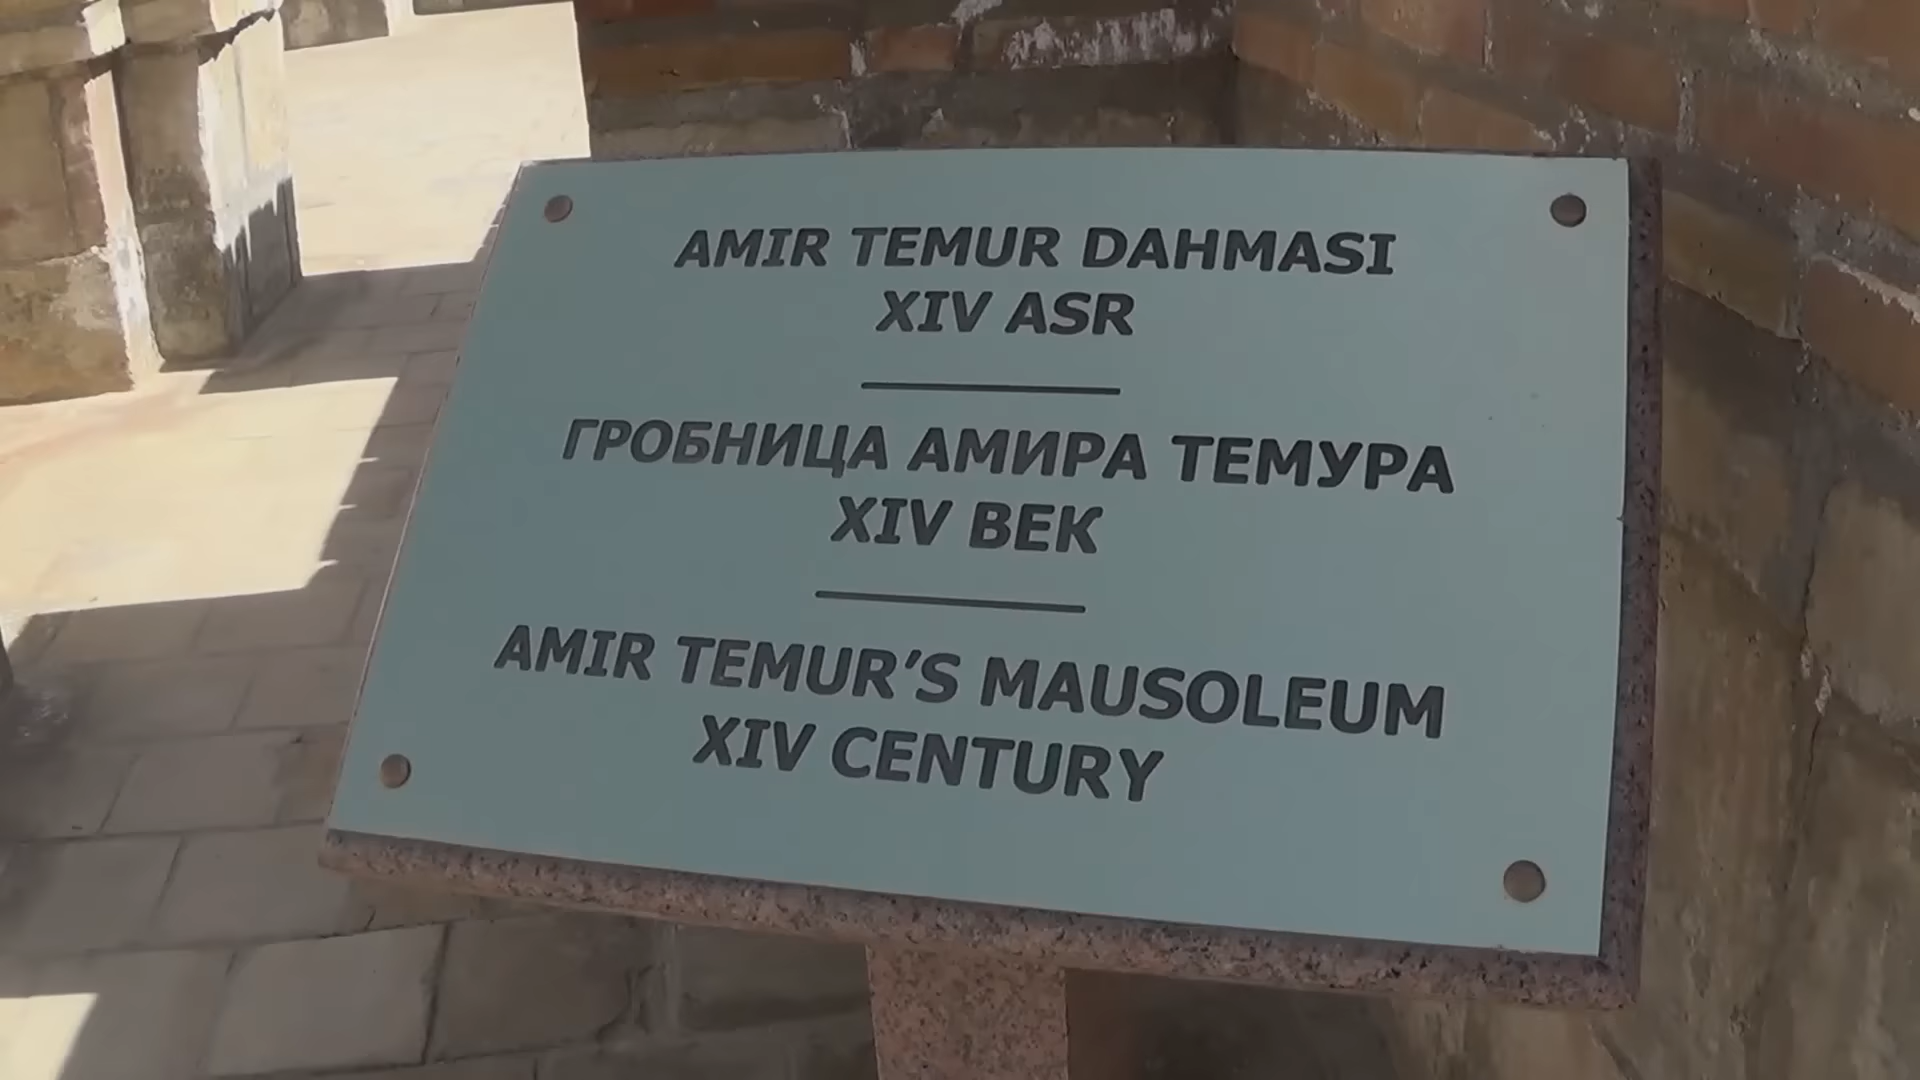 AMIR TEMUR DAHMASI
XIV ASR
ГРОБНИЦА АМИРА ТЕМУРА
XIV ВЕК
AMIR TEMUR’S MAUSOLEUM
XIV CENTURY